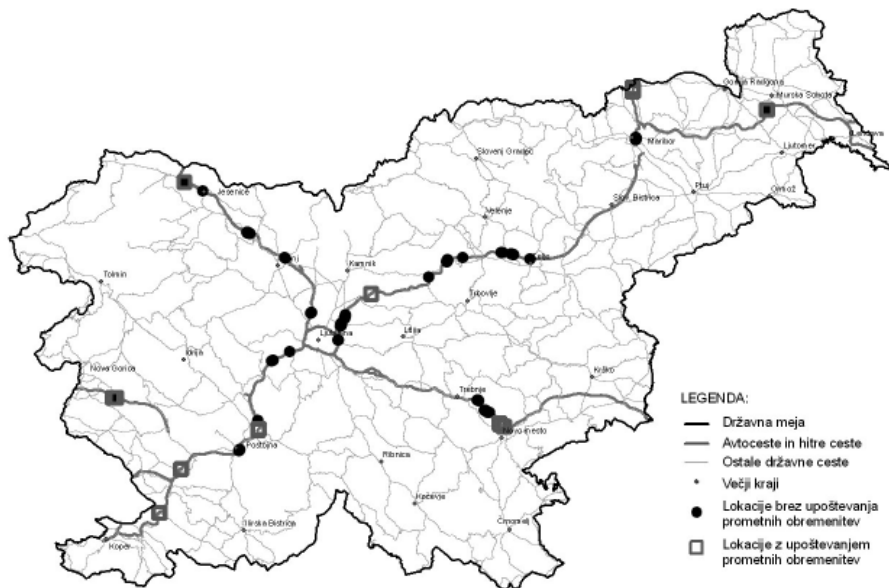 Gornja Radgona
Murska Sobota
Lendava
Maribor
Ljutomer
Slovenj Gradec
Jesenice
Ptuj
Ormož
Slov. Bistrica
Velenje
Kamnik
Tolmin
Trbovlje
Litija
Ljubljana
Idrija
Krško
Nova Gorica
Trebnje
Novo mesto
Postojna
Ribnica
Kočevje
Črnomelj
Ilirska Bistrica
Koper
LEGENDA:
Državna meja
Avtoceste in hitre ceste
Ostale državne ceste
Večji kraji
Lokacije brez upoštevanja
prometnih obremenitev
Lokacije z upoštevanjem
prometnih obremenitev